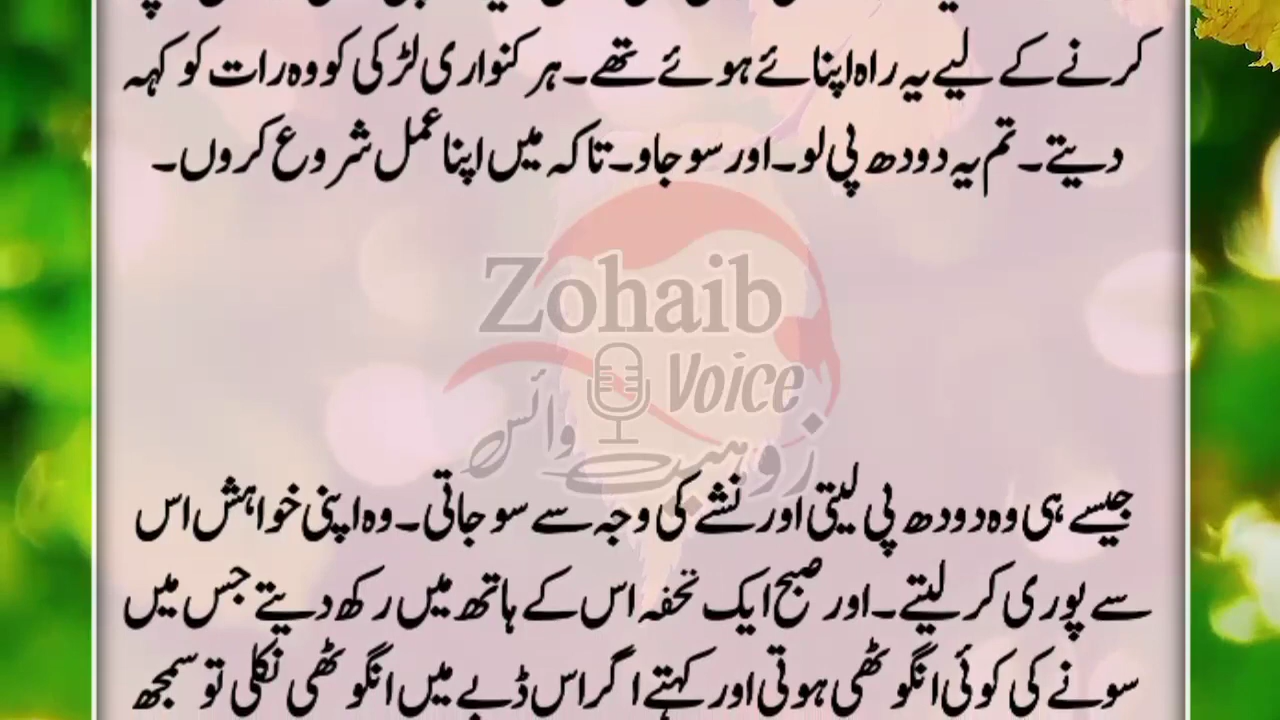 کرنے کے لیے یہ راہ اپنائے ہوئے تھے۔ ہر کنواری لڑکی کو وہ رات کو کہہ
دیتے۔ تم یہ دودھ پی لو۔ اور سو جاو۔ تاکہ میں اپنا عمل شروع کروں۔
Zohaib
Voice
زوہیب وائس
جیسے ہی وہ دودھ پی لیتی اور نشے کی وجہ سے سو جاتی۔ وہ اپنی خواہش اس
سے پوری کر لیتے۔ اور صبح ایک تحفہ اس کے ہاتھ میں رکھ دیتے جس میں
سونے کی کوئی انگوٹھی ہوتی اور کہتے اگر اس ڈبے میں انگوٹھی نکلی تو سمجھ